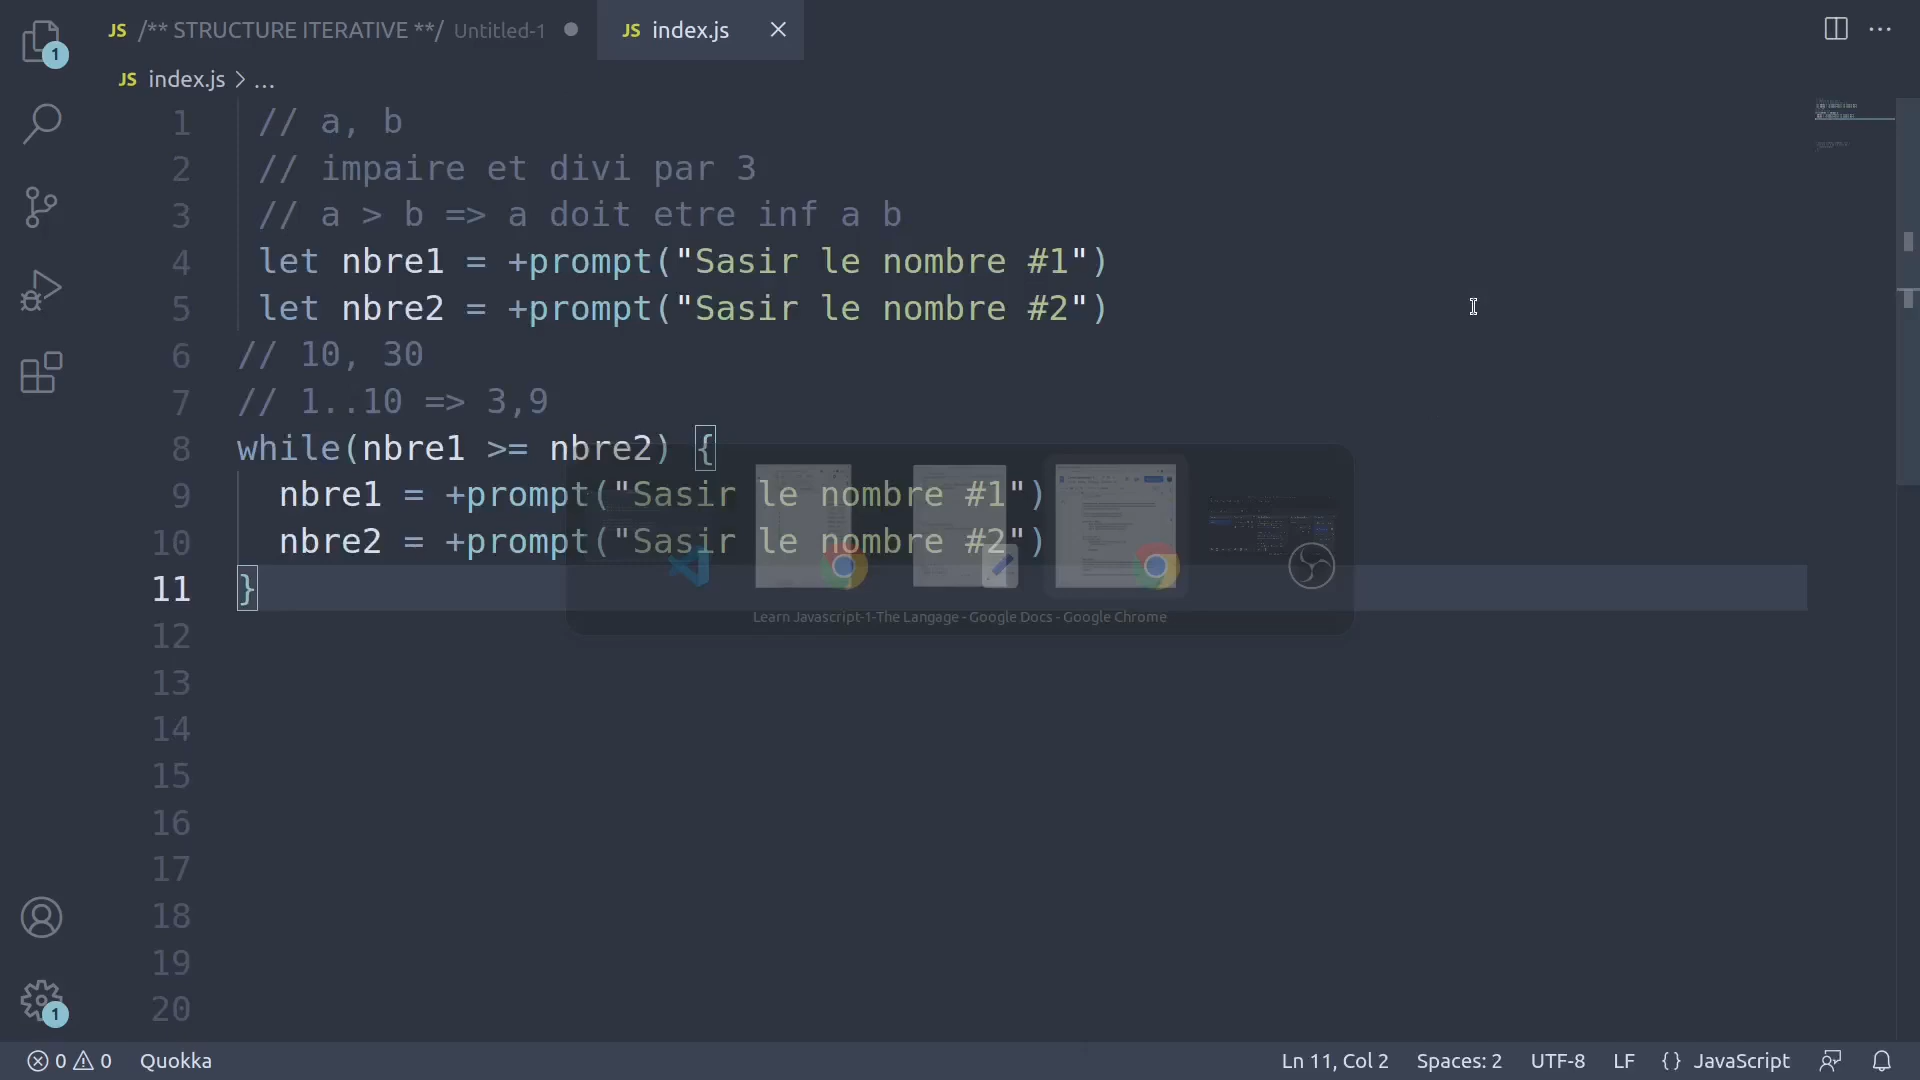 JS /** STRUCTURE ITERATIVE **/ Untitled-1
JS index.js
JS index.js > ...
1 // a, b
2 // impaire et divi par 3
3 // a > b => a doit etre inf a b
4 let nbre1 = +prompt("Sasir le nombre #1")
5 let nbre2 = +prompt("Sasir le nombre #2")
6 // 10, 30
7 // 1..10 => 3,9
8 while(nbre1 >= nbre2) {
9 nbre1 = +prompt("Sasir le nombre #1")
10 nbre2 = +prompt("Sasir le nombre #2")
11 }
Learn Javascript-1-The Langage - Google Docs - Google Chrome
12
13
14
15
16
17
18
19
20
1
1
0 0 Quokka Ln 11, Col 2 Spaces: 2 UTF-8 LF {} JavaScript